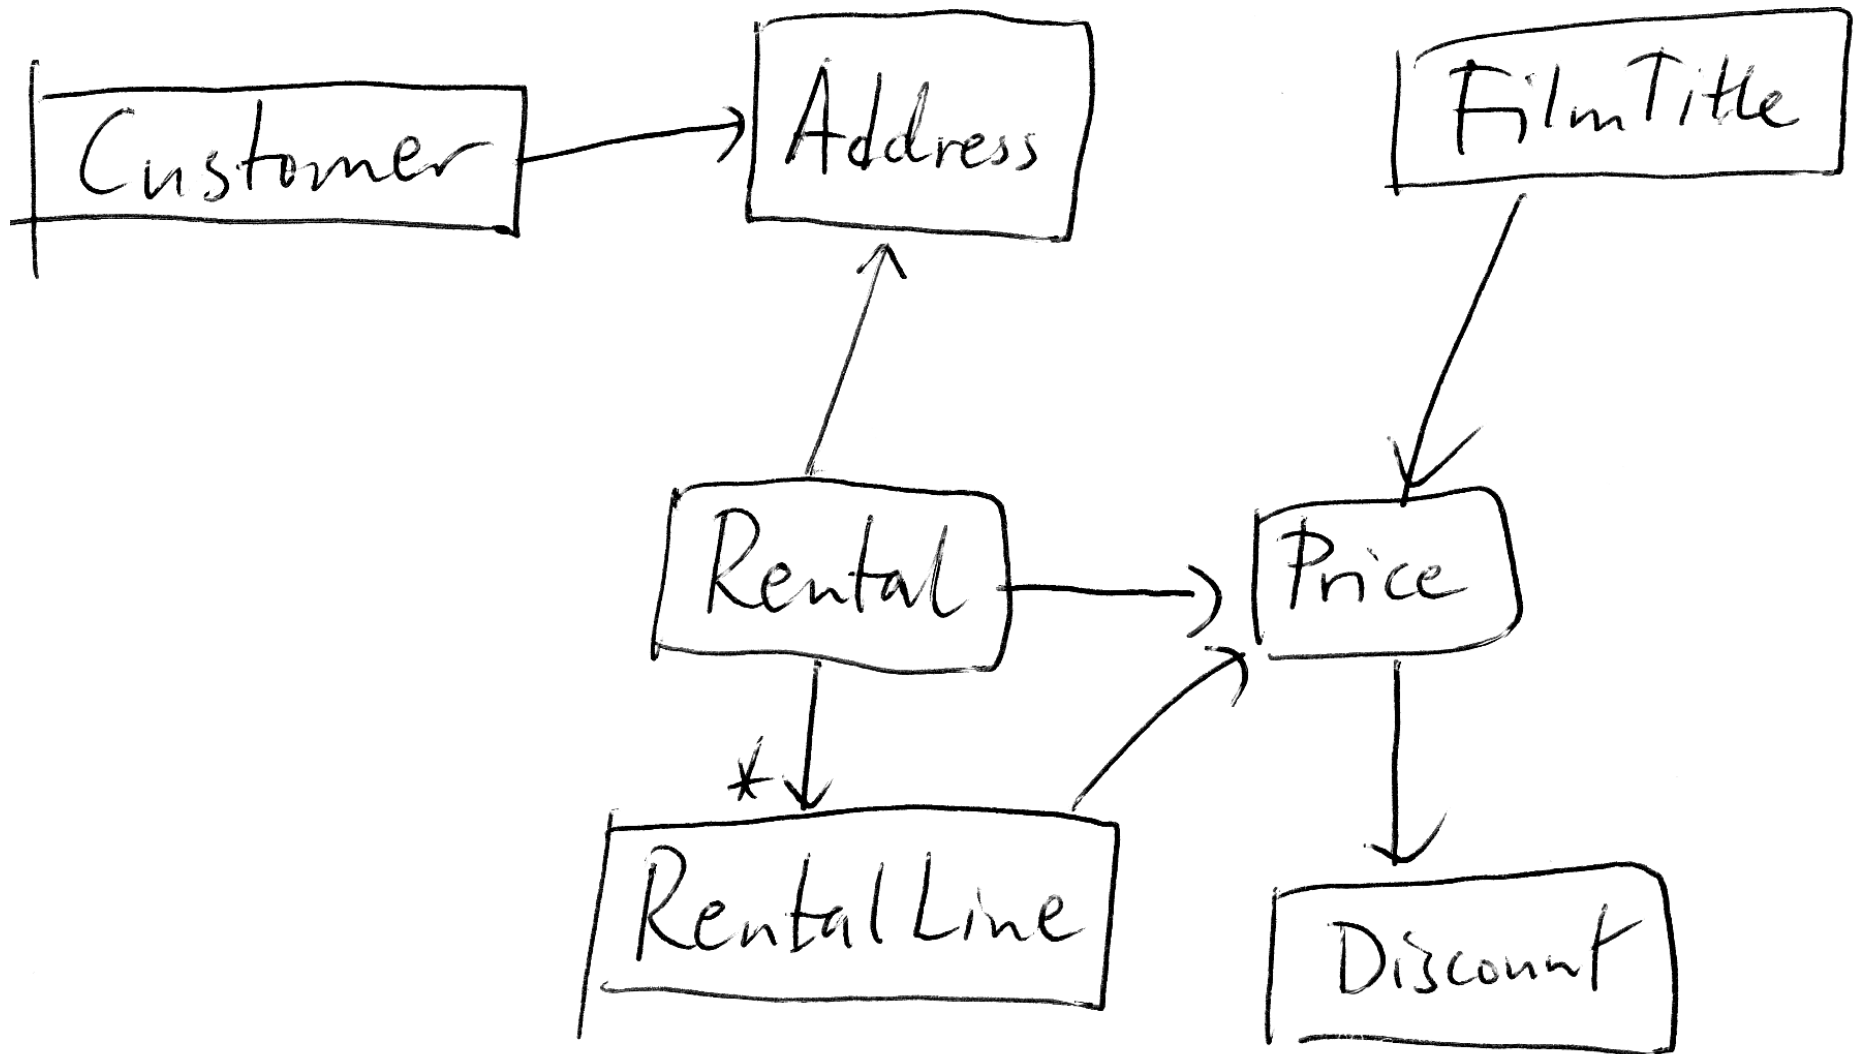 Customer
Address
FilmTitle
Rental
Price
*
RentalLine
Discount